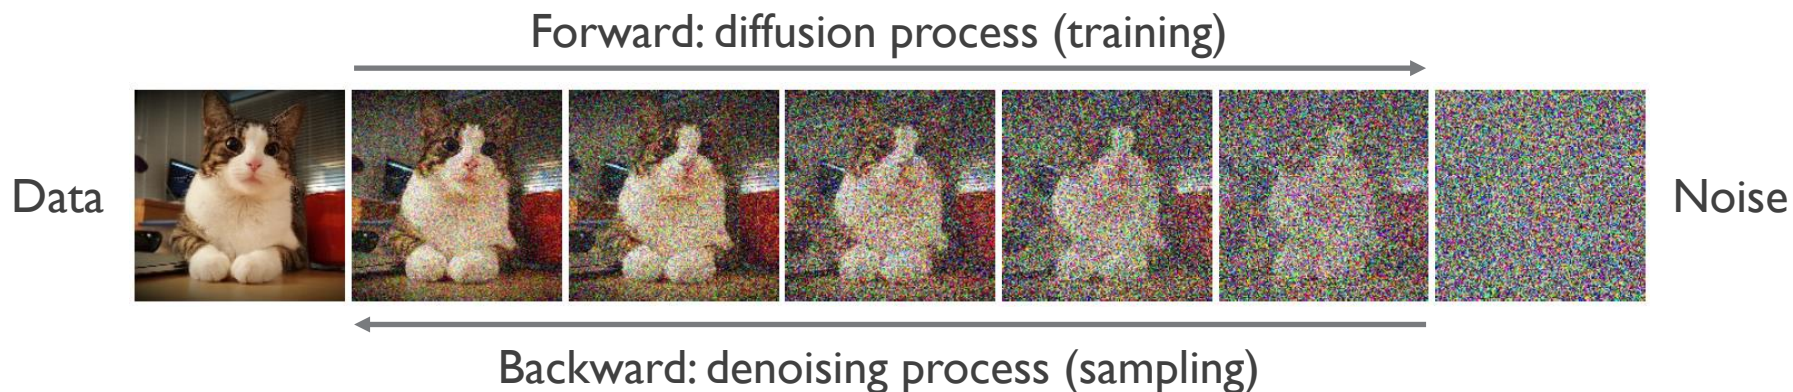 Forward: diffusion process (training)
Data
Noise
Backward: denoising process (sampling)